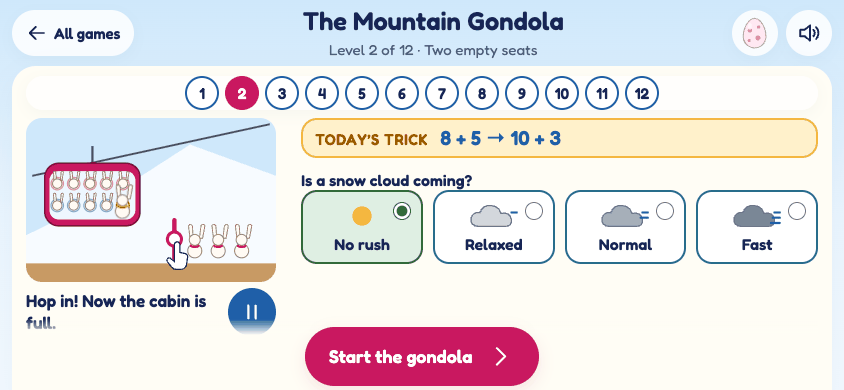 All games
The Mountain Gondola
Level 2 of 12 · Two empty seats
1 2 3 4 5 6 7 8 9 10 11 12
TODAY'S TRICK 8 + 5 → 10 + 3
Is a snow cloud coming?
No rush
Relaxed
Normal
Fast
Hop in! Now the cabin is
full.
Start the gondola